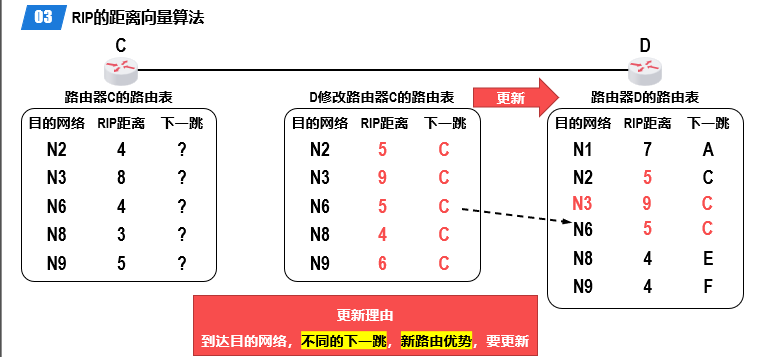 03 RIP的距离向量算法
C
D
路由器C的路由表
目的网络 RIP距离 下一跳
N2 4 ?
N3 8 ?
N6 4 ?
N8 3 ?
N9 5 ?
D修改路由器C的路由表
目的网络 RIP距离 下一跳
N2 5 C
N3 9 C
N6 5 C
N8 4 C
N9 6 C
更新
路由器D的路由表
目的网络 RIP距离 下一跳
N1 7 A
N2 5 C
N3 9 C
N6 5 C
N8 4 E
N9 4 F
更新理由
到达目的网络，不同的下一跳，新路由优势，要更新